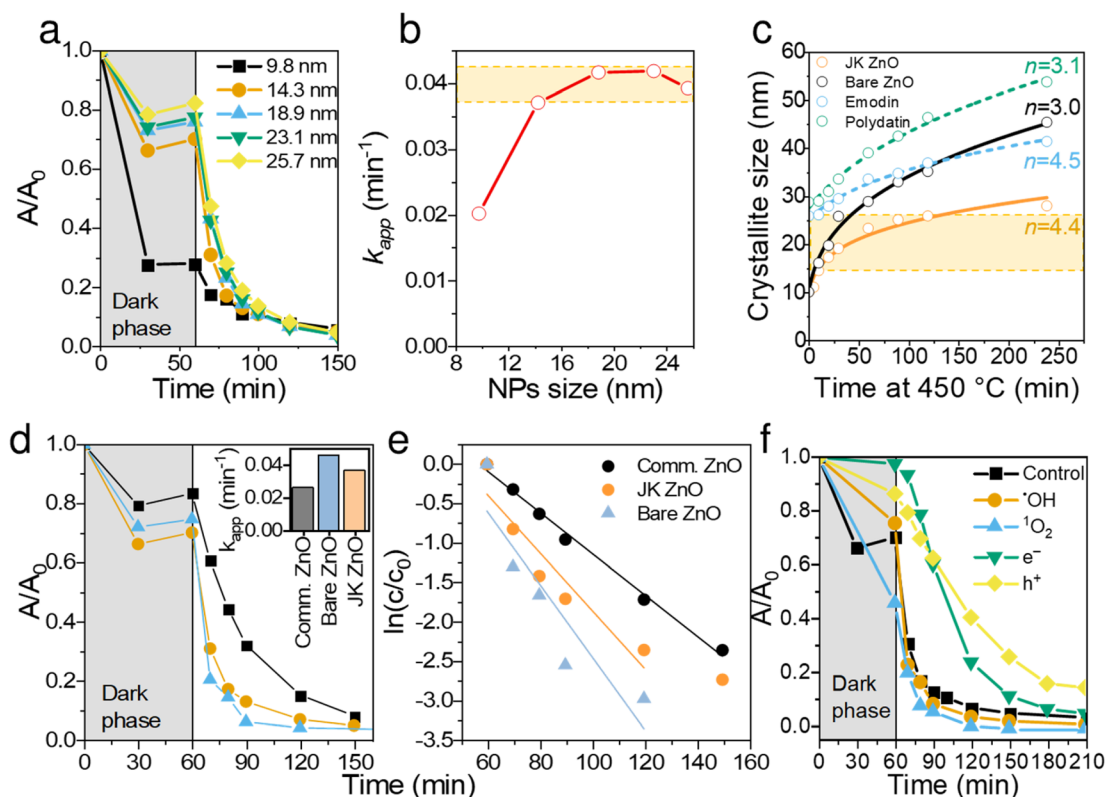 a
A/A₀
1.0
0.8
0.6
0.4
0.2
0.0
0
50
75
100
125
150
Time (min)
Dark
phase
9.8 nm
14.3 nm
18.9 nm
23.1 nm
25.7 nm
b
kapp (min⁻¹)
0.04
0.03
0.02
0.01
0.00
8
12
16
20
24
NPs size (nm)
c
Crystallite size (nm)
60
50
40
30
20
10
0
0
50
100
150
200
250
Time at 450 °C (min)
JK ZnO
Bare ZnO
Emodin
Polydatin
n=3.1
n=3.0
n=4.5
n=4.4
d
A/A₀
1.0
0.8
0.6
0.4
0.2
0.0
0
30
60
90
120
150
Time (min)
Dark
phase
kapp (min⁻¹)
0.04
0.02
0.00
Comm. ZnO
Bare ZnO
JK ZnO
e
ln(c/c₀)
0.0
-0.5
-1.0
-1.5
-2.0
-2.5
-3.0
-3.5
60
80
100
120
140
160
Time (min)
Comm. ZnO
JK ZnO
Bare ZnO
f
A/A₀
1.0
0.8
0.6
0.4
0.2
0.0
0
30
60
90
120
150
180
210
Time (min)
Dark
phase
Control
•OH
¹O₂
e⁻
h⁺